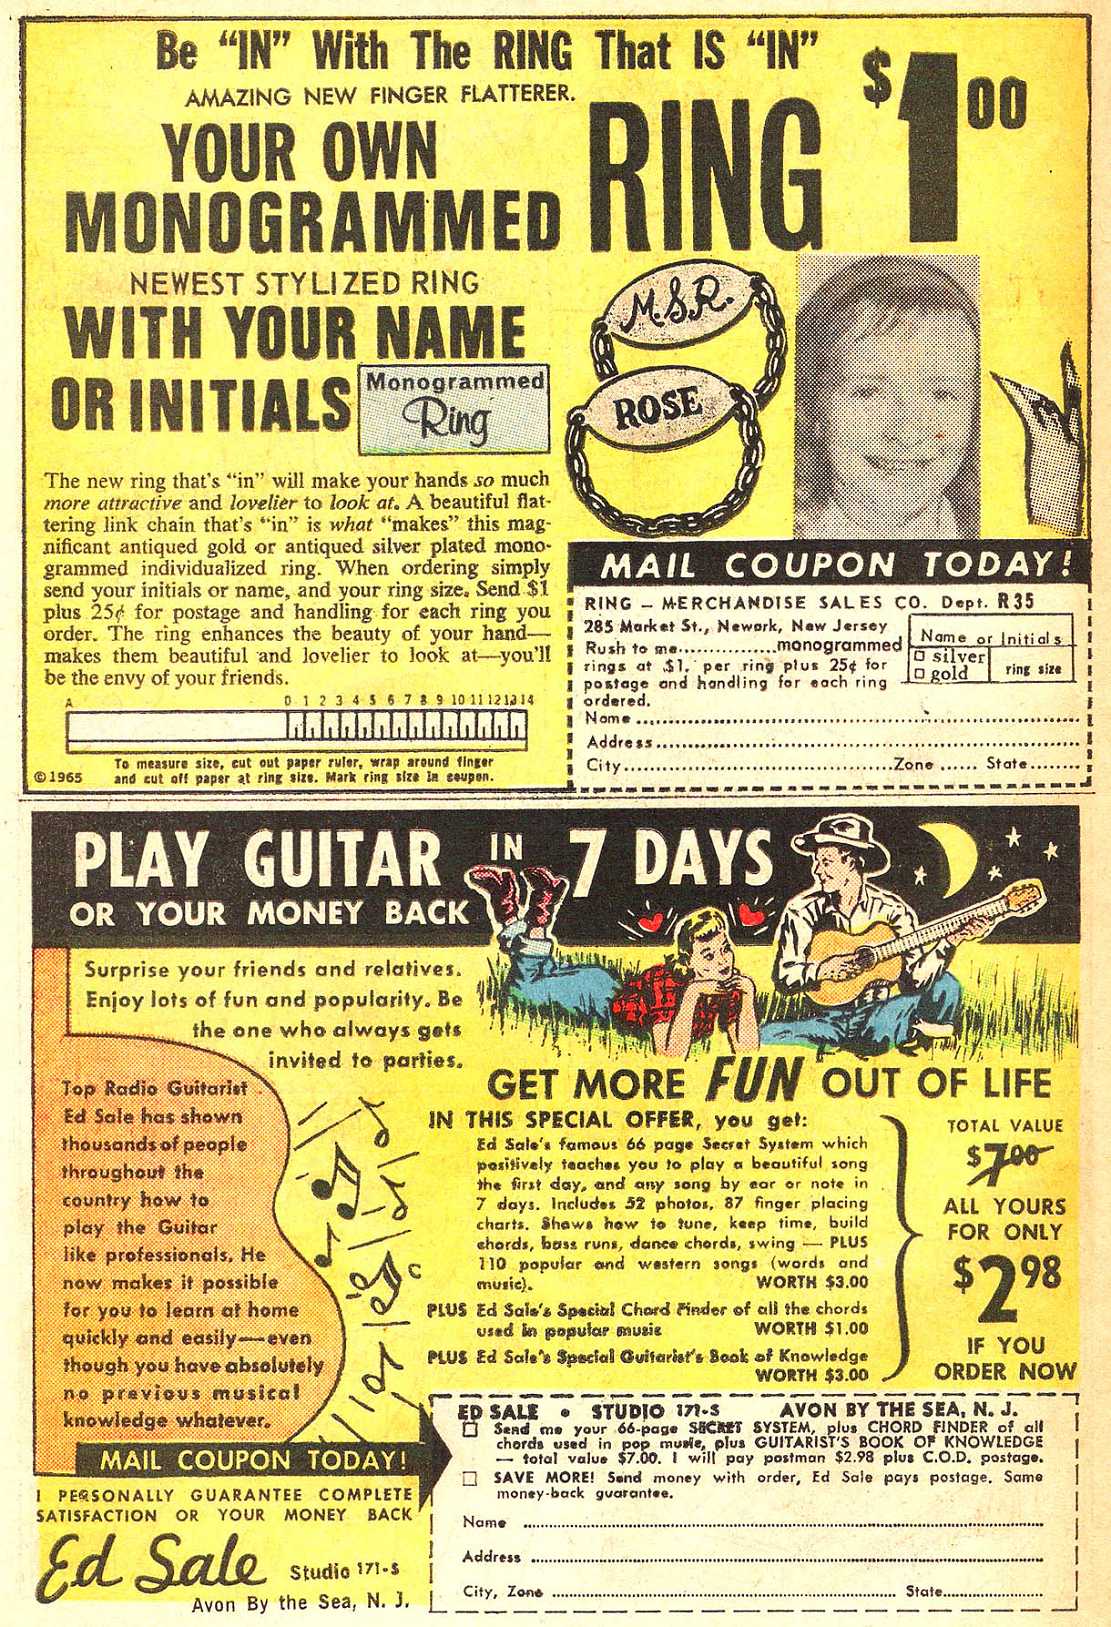 Be "IN" With The RING That IS "IN"
AMAZING NEW FINGER FLATTERER.
YOUR OWN
MONOGRAMMED
RING $1.00
NEWEST STYLIZED RING
WITH YOUR NAME
OR INITIALS
Monogrammed
Ring
M.S.R.
ROSE
The new ring that's "in" will make your hands so much
more attractive and lovelier to look at. A beautiful flat-
tering link chain that's "in" is what "makes" this mag-
nificant antiqued gold or antiqued silver plated mono-
grammed individualized ring. When ordering simply
send your initials or name, and your ring size. Send $1
plus 25¢ for postage and handling for each ring you
order. The ring enhances the beauty of your hand—
makes them beautiful and lovelier to look at—you'll
be the envy of your friends.
A 0 1 2 3 4 5 6 7 8 9 10 11 12 13 14
To measure size, cut out paper ruler, wrap around finger
© 1965 and cut off paper at ring size. Mark ring size in coupon.
MAIL COUPON TODAY!
RING — MERCHANDISE SALES CO. Dept. R35
285 Market St., Newark, New Jersey
Rush to me...............monogrammed
rings at $1. per ring plus 25¢ for
postage and handling for each ring
ordered.
Name or Initials
silver
gold
ring size
Name
Address
City Zone State
PLAY GUITAR IN 7 DAYS
OR YOUR MONEY BACK
Surprise your friends and relatives.
Enjoy lots of fun and popularity. Be
the one who always gets
invited to parties.
Top Radio Guitarist
Ed Sale has shown
thousands of people
throughout the
country how to
play the Guitar
like professionals. He
now makes it possible
for you to learn at home
quickly and easily—even
though you have absolutely
no previous musical
knowledge whatever.
MAIL COUPON TODAY!
I PERSONALLY GUARANTEE COMPLETE
SATISFACTION OR YOUR MONEY BACK
Ed Sale Studio 171-S
Avon By the Sea, N. J.
GET MORE FUN OUT OF LIFE
IN THIS SPECIAL OFFER, you get:
Ed Sale's famous 66 page Secret System which
positively teaches you to play a beautiful song
the first day, and any song by ear or note in
7 days. Includes 52 photos, 87 finger placing
charts. Shows how to tune, keep time, build
chords, bass runs, dance chords, swing — PLUS
110 popular and western songs (words and
music). WORTH $3.00
PLUS Ed Sale's Special Chord Finder of all the chords
used in popular music WORTH $1.00
PLUS Ed Sale's Special Guitarist's Book of Knowledge
WORTH $3.00
TOTAL VALUE
$7.00
ALL YOURS
FOR ONLY
$2.98
IF YOU
ORDER NOW
ED SALE • STUDIO 171-S AVON BY THE SEA, N. J.
Send me your 66-page SECRET SYSTEM, plus CHORD FINDER of all
chords used in pop music, plus GUITARIST'S BOOK OF KNOWLEDGE
— total value $7.00. I will pay postman $2.98 plus C.O.D. postage.
SAVE MORE! Send money with order, Ed Sale pays postage. Same
money-back guarantee.
Name
Address
City, Zone State